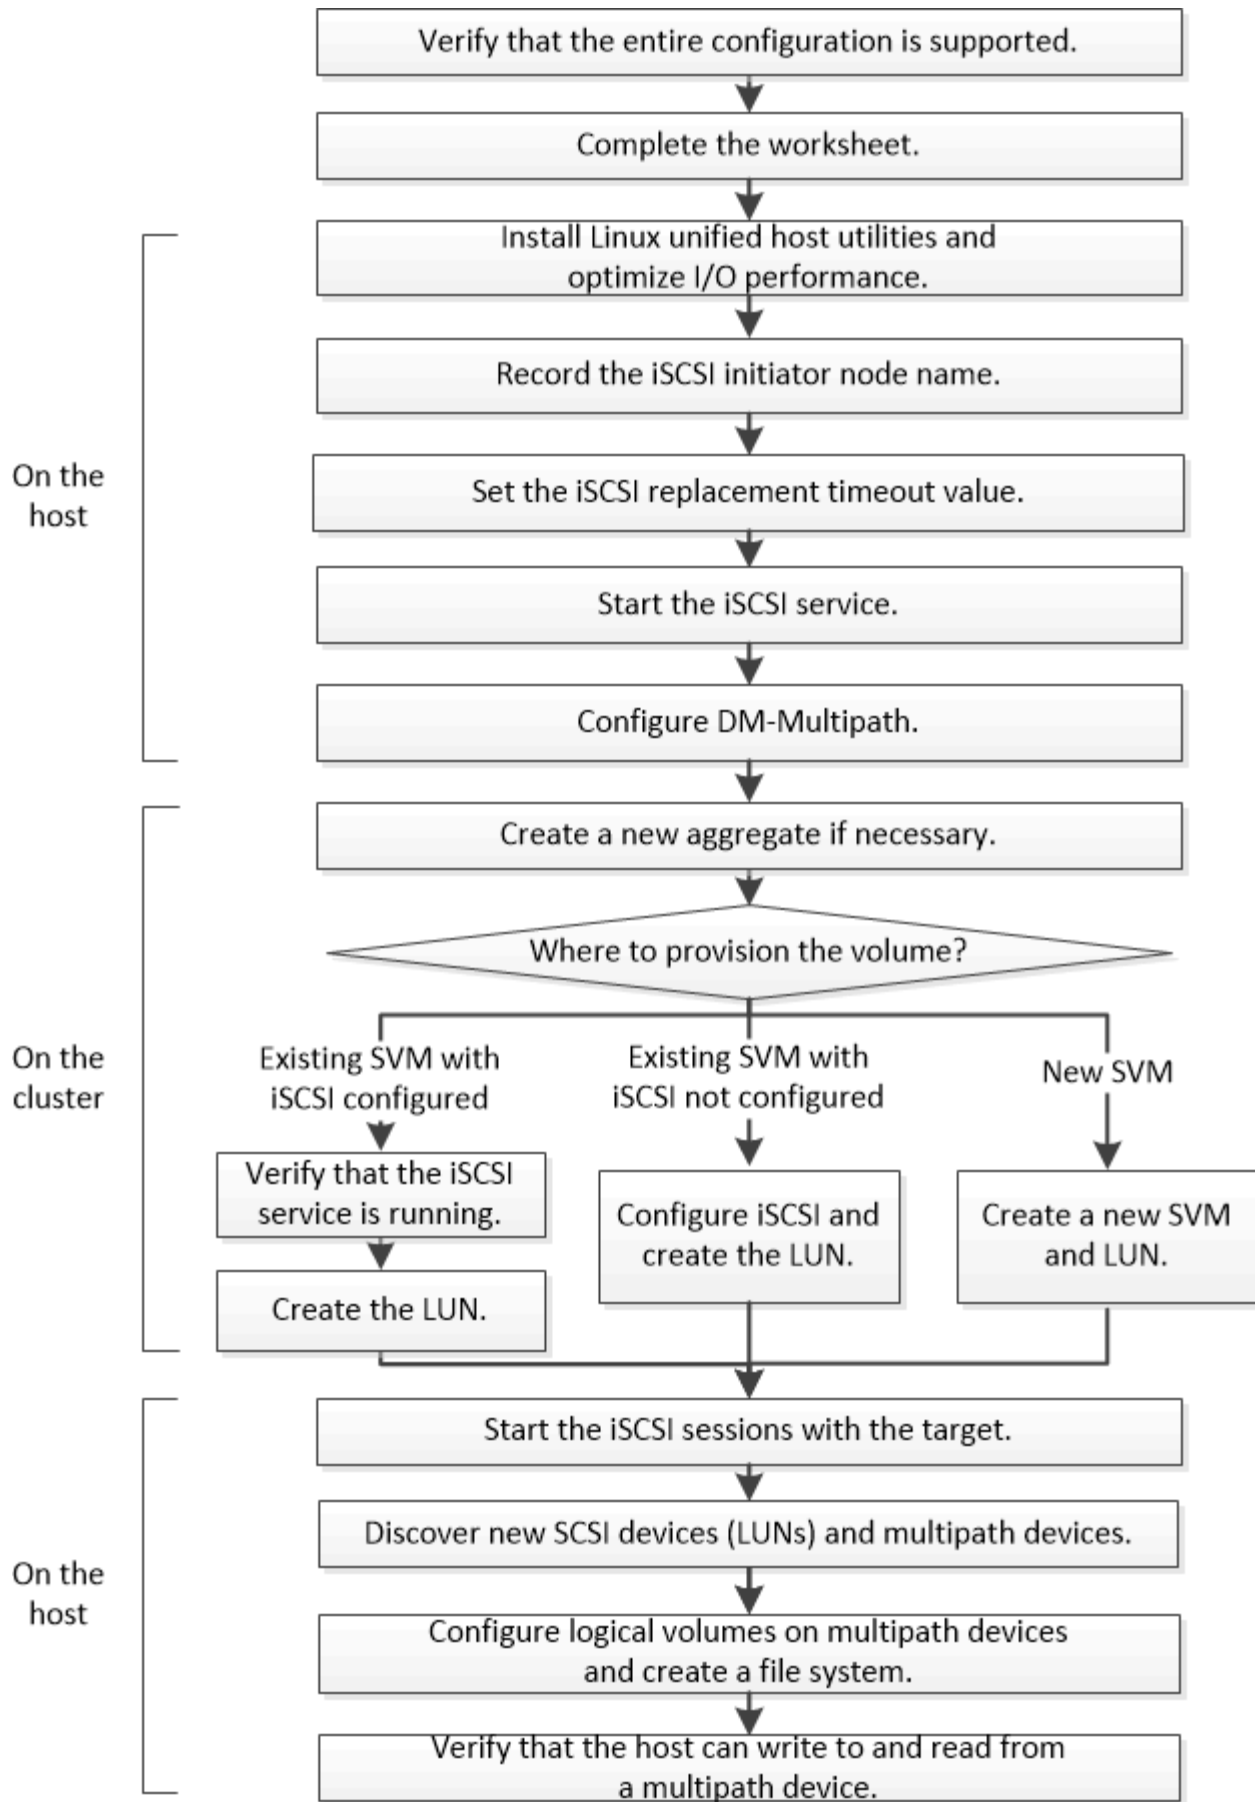 Verify that the entire configuration is supported.
Complete the worksheet.
On the
host
Install Linux unified host utilities and
optimize I/O performance.
Record the iSCSI initiator node name.
Set the iSCSI replacement timeout value.
Start the iSCSI service.
Configure DM-Multipath.
On the
cluster
Create a new aggregate if necessary.
Where to provision the volume?
Existing SVM with
iSCSI configured
Existing SVM with
iSCSI not configured
New SVM
Verify that the iSCSI
service is running.
Create the LUN.
Configure iSCSI and
create the LUN.
Create a new SVM
and LUN.
On the
host
Start the iSCSI sessions with the target.
Discover new SCSI devices (LUNs) and multipath devices.
Configure logical volumes on multipath devices
and create a file system.
Verify that the host can write to and read from
a multipath device.